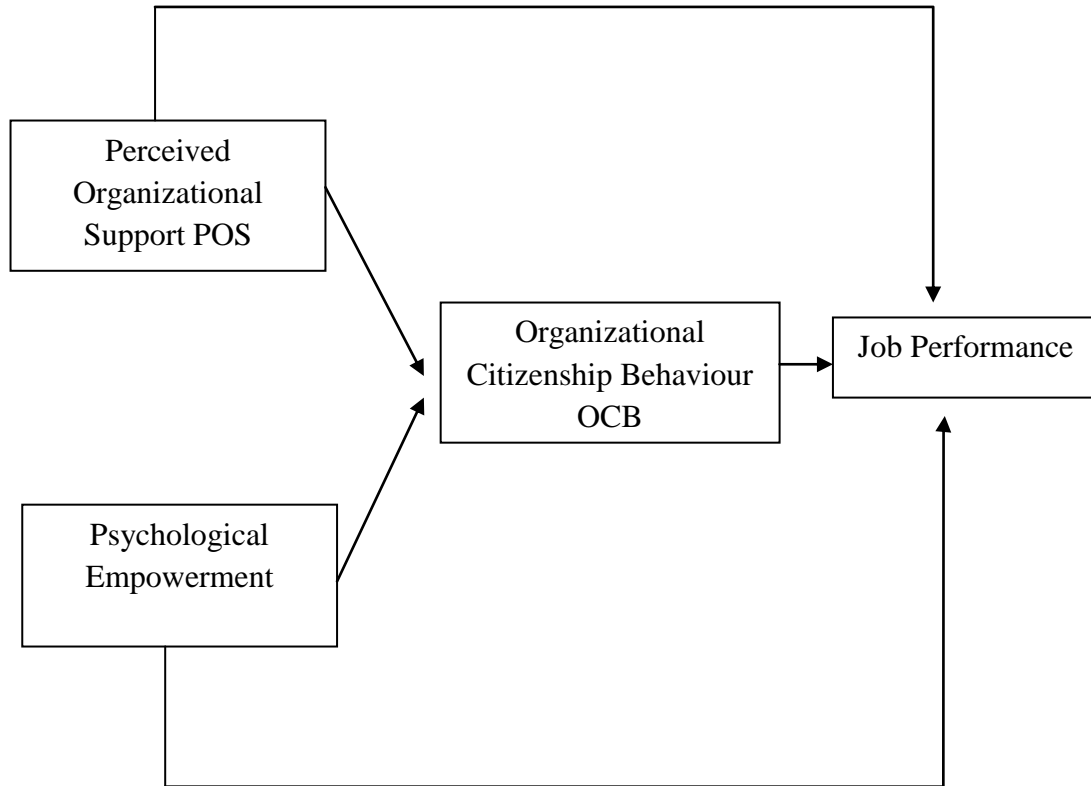 Perceived
Organizational
Support POS
Organizational
Citizenship Behaviour
OCB
Job Performance
Psychological
Empowerment